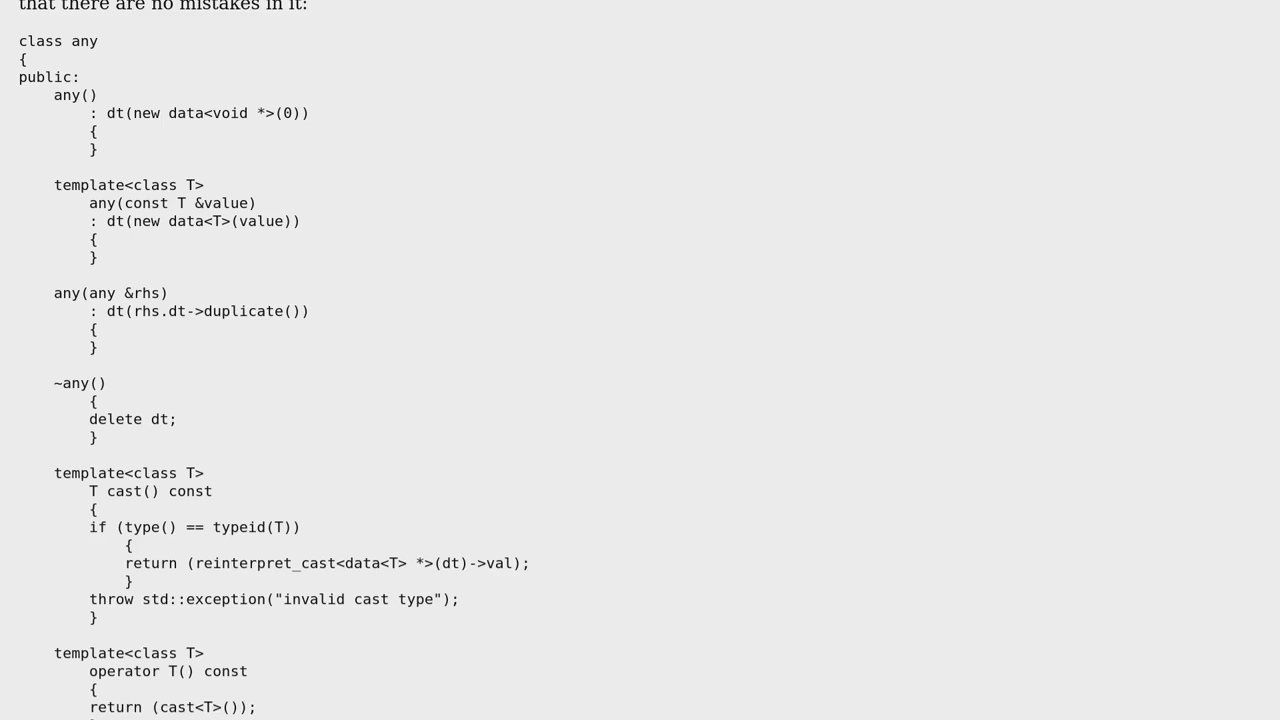 that there are no mistakes in it:
class any
{
public:
    any()
        : dt(new data<void *>(0))
        {
        }

    template<class T>
        any(const T &value)
        : dt(new data<T>(value))
        {
        }

    any(any &rhs)
        : dt(rhs.dt->duplicate())
        {
        }

    ~any()
        {
        delete dt;
        }

    template<class T>
        T cast() const
        {
        if (type() == typeid(T))
            {
            return (reinterpret_cast<data<T> *>(dt)->val);
            }
        throw std::exception("invalid cast type");
        }

    template<class T>
        operator T() const
        {
        return (cast<T>());